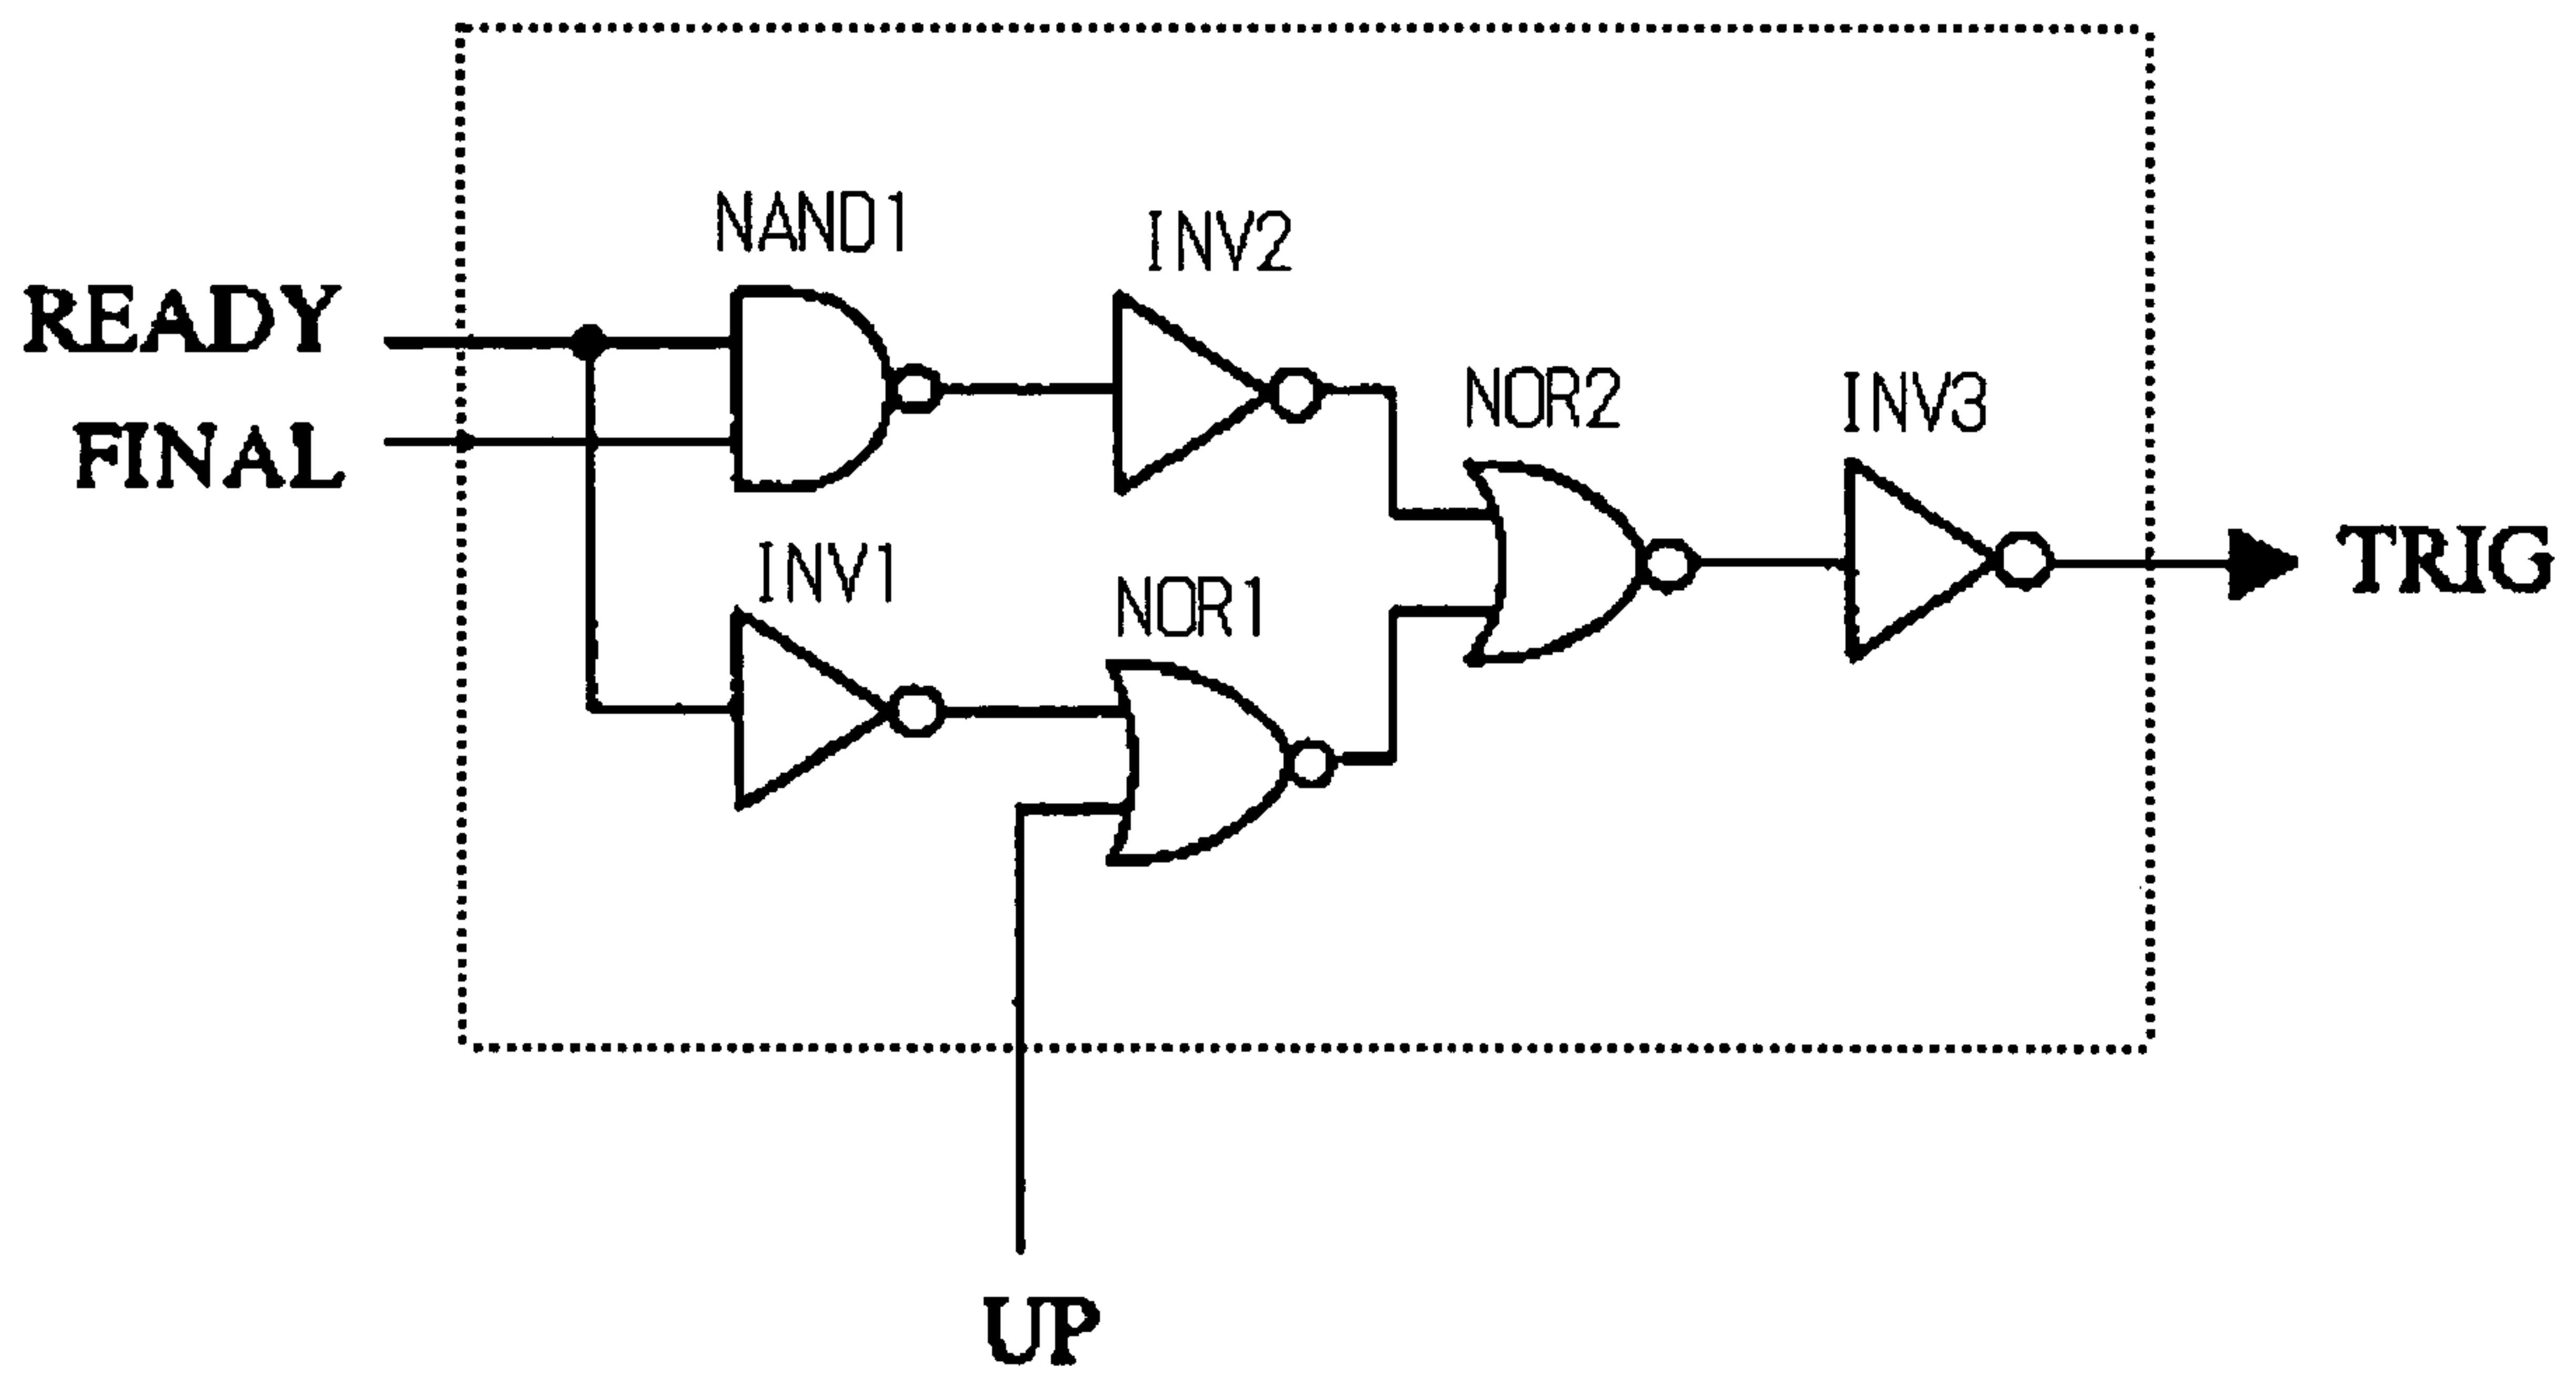 NAND1
INV2
READY
FINAL
NOR2
INV3
TRIG
INV1
NOR1
UP